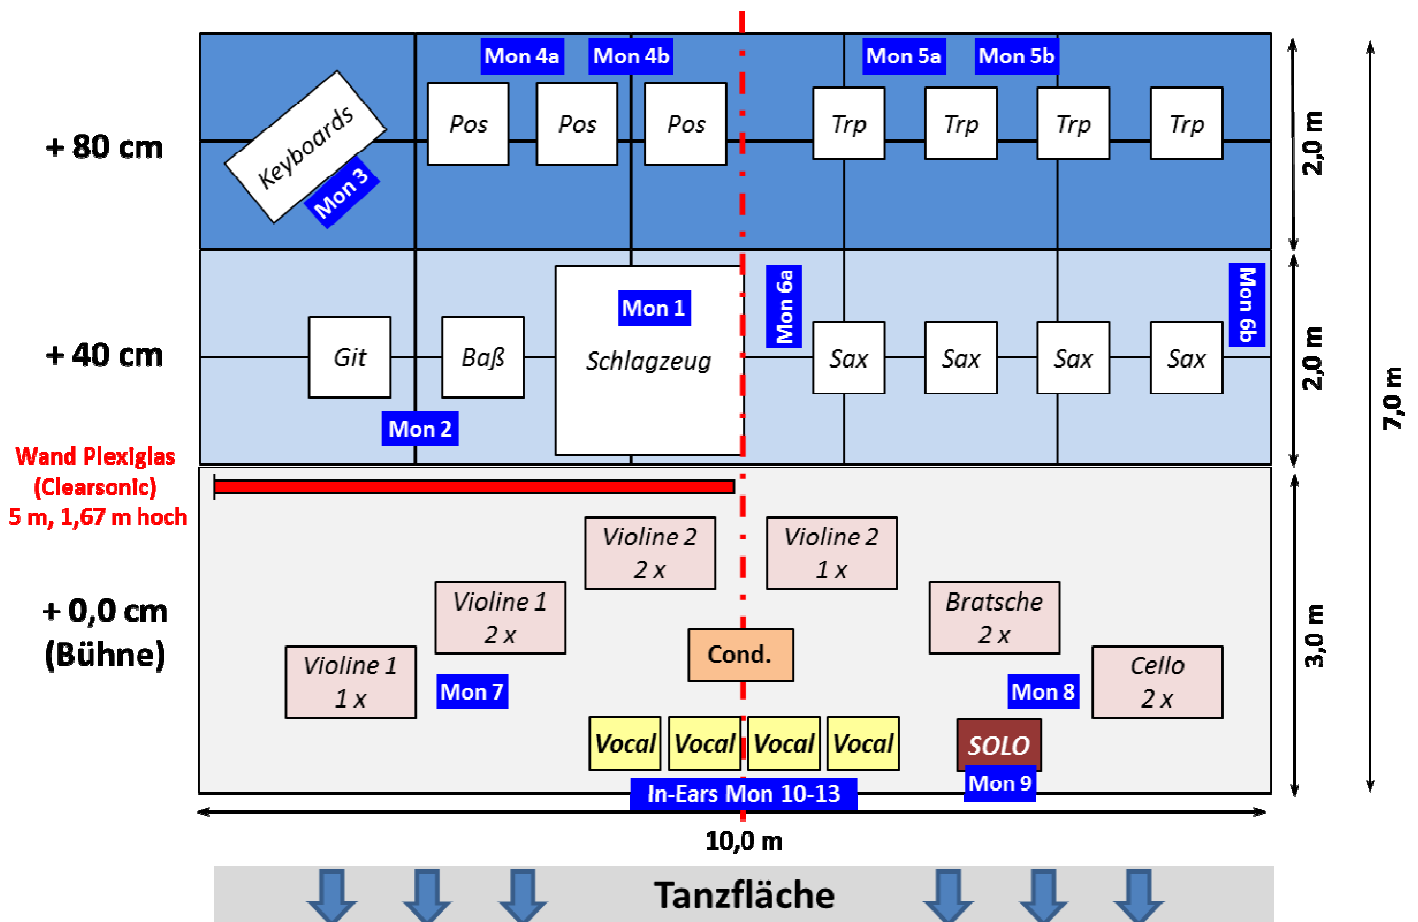 Mon 4a
Mon 4b
Mon 5a
Mon 5b
+ 80 cm
Keyboards
Mon 3
Pos
Pos
Pos
Trp
Trp
Trp
Trp
2,0 m
+ 40 cm
Git
Baß
Mon 1
Schlagzeug
Mon 6a
Sax
Sax
Sax
Sax
Mon 6b
2,0 m
7,0 m
Mon 2
Wand Plexiglas
(Clearsonic)
5 m, 1,67 m hoch
+ 0,0 cm
(Bühne)
Violine 2
2 x
Violine 2
1 x
Violine 1
2 x
Bratsche
2 x
Violine 1
1 x
Cond.
Cello
2 x
3,0 m
Mon 7
Mon 8
Vocal
Vocal
Vocal
Vocal
SOLO
Mon 9
In-Ears Mon 10-13
10,0 m
Tanzfläche